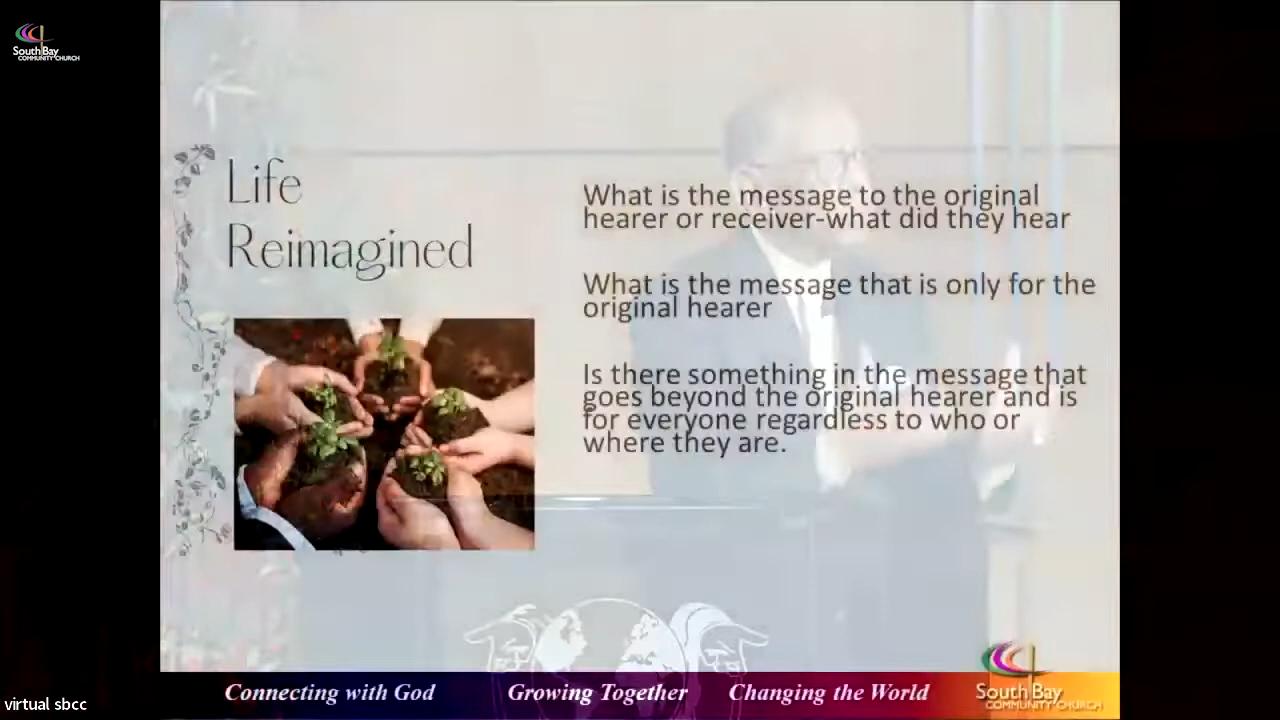 South Bay
COMMUNITY CHURCH
Life
Reimagined
What is the message to the original
hearer or receiver-what did they hear
What is the message that is only for the
original hearer
Is there something in the message that
goes beyond the original hearer and is
for everyone regardless to who or
where they are.
Connecting with God Growing Together Changing the World
South Bay
COMMUNITY CHURCH
virtual sbcc